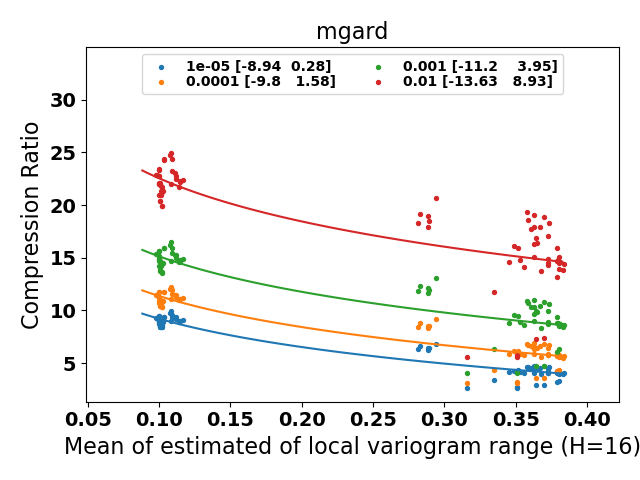 mgard
1e-05 [-8.94 0.28]
0.0001 [-9.8 1.58]
0.001 [-11.2 3.95]
0.01 [-13.63 8.93]
Compression Ratio
30
25
20
15
10
5
0.05 0.10 0.15 0.20 0.25 0.30 0.35 0.40
Mean of estimated of local variogram range (H=16)